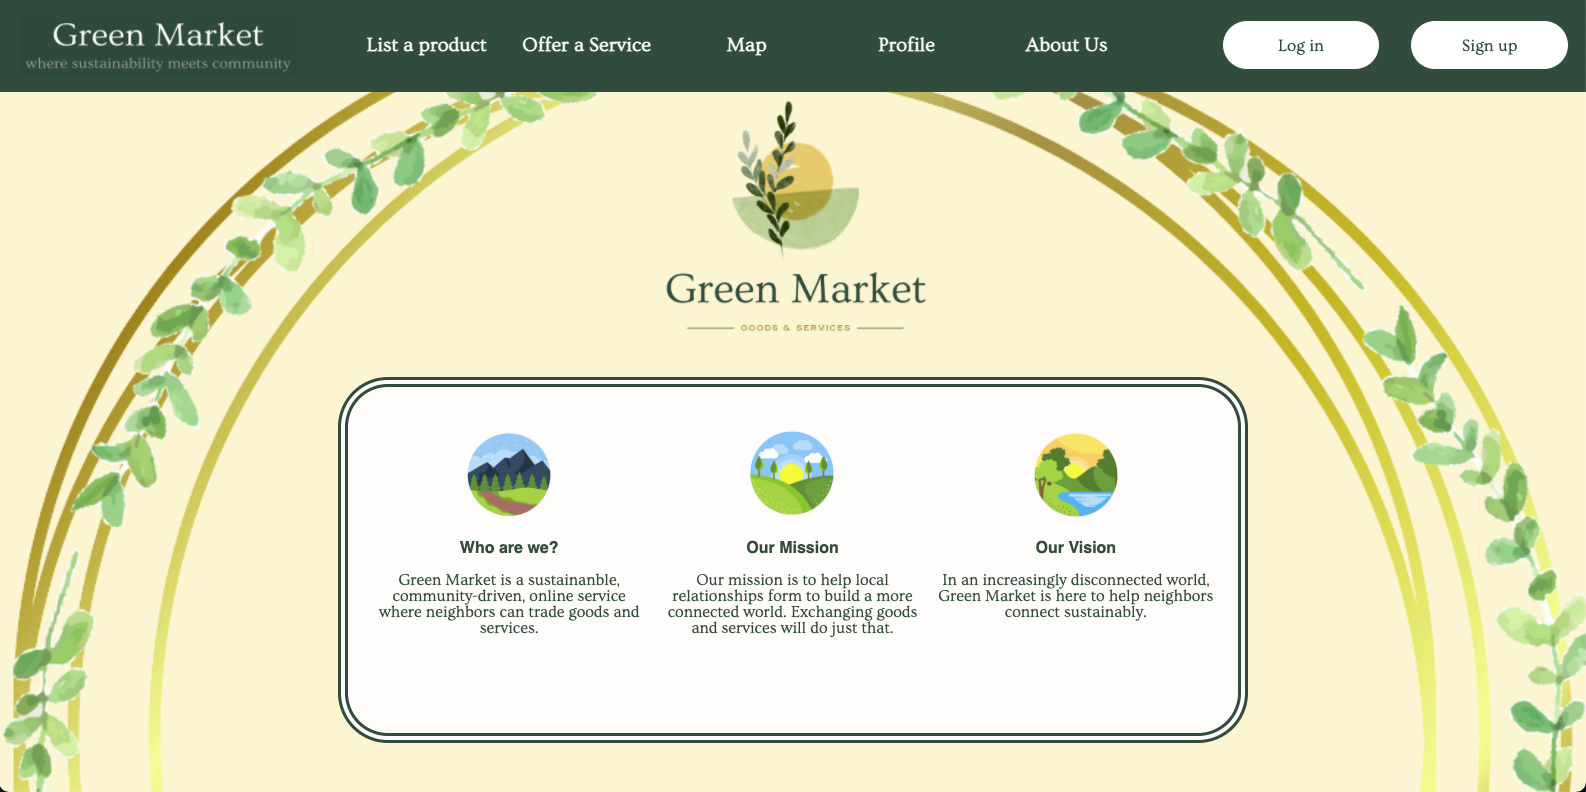 Green Market
where sustainability meets community
List a product
Offer a Service
Map
Profile
About Us
Log in
Sign up
Green Market
GOODS & SERVICES
Who are we?
Green Market is a sustainanble,
community-driven, online service
where neighbors can trade goods and
services.
Our Mission
Our mission is to help local
relationships form to build a more
connected world. Exchanging goods
and services will do just that.
Our Vision
In an increasingly disconnected world,
Green Market is here to help neighbors
connect sustainably.